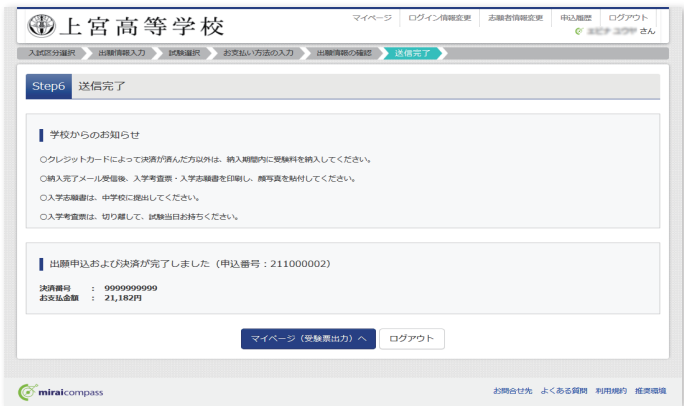 上宮高等学校
マイページ ログイン情報変更 志願者情報変更 申込履歴 ログアウト
さん
入試区分選択 出願情報入力 試験選択 お支払い方法の入力 出願情報の確認 送信完了
Step6 送信完了
学校からのお知らせ
○クレジットカードによって決済が済んだ方以外は、納入期間内に受験料を納入してください。
○納入完了メール受信後、入学考査票・入学志願書を印刷し、顔写真を貼付してください。
○入学志願書は、中学校に提出してください。
○入学考査票は、切り離して、試験当日お持ちください。
出願申込および決済が完了しました（申込番号：211000002）
決済番号 ： 9999999999
お支払金額 ： 21,182円
マイページ（受験票出力）へ ログアウト
miraicompass
お問合せ先 よくある質問 利用規約 推奨環境